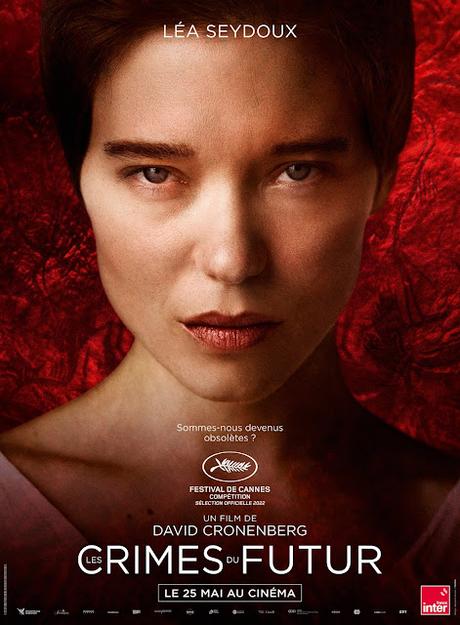 LÉA SEYDOUX
Sommes-nous devenus
obsolètes ?
FESTIVAL DE CANNES
COMPÉTITION
SÉLECTION OFFICIELLE 2022
UN FILM DE
DAVID CRONENBERG
LES CRIMES DU FUTUR
LE 25 MAI AU CINÉMA
france
inter